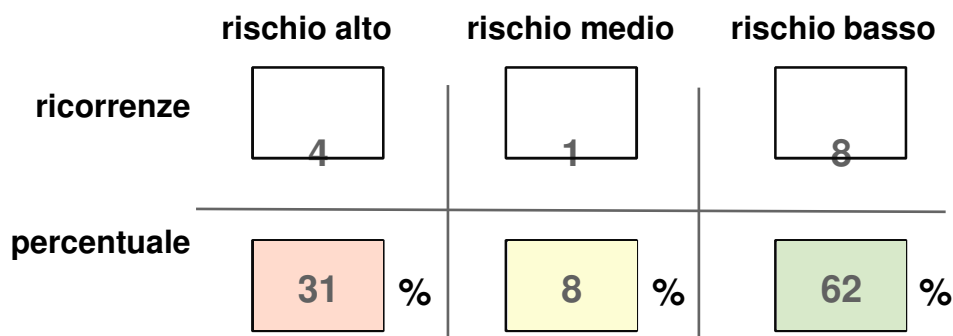 rischio alto rischio medio rischio basso
ricorrenze
4 1 8
percentuale
31 % 8 % 62 %